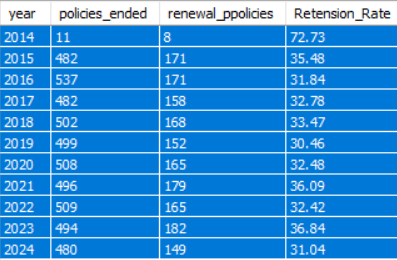 year policies_ended renewal_ppolicies Retension_Rate
2014 11 8 72.73
2015 482 171 35.48
2016 537 171 31.84
2017 482 158 32.78
2018 502 168 33.47
2019 499 152 30.46
2020 508 165 32.48
2021 496 179 36.09
2022 509 165 32.42
2023 494 182 36.84
2024 480 149 31.04